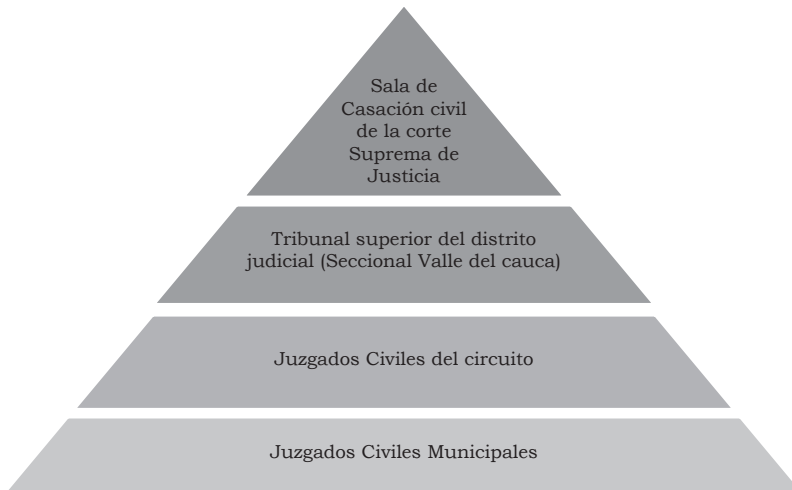 Sala de
Casación civil
de la corte
Suprema de
Justicia
Tribunal superior del distrito
judicial (Seccional Valle del cauca)
Juzgados Civiles del circuito
Juzgados Civiles Municipales